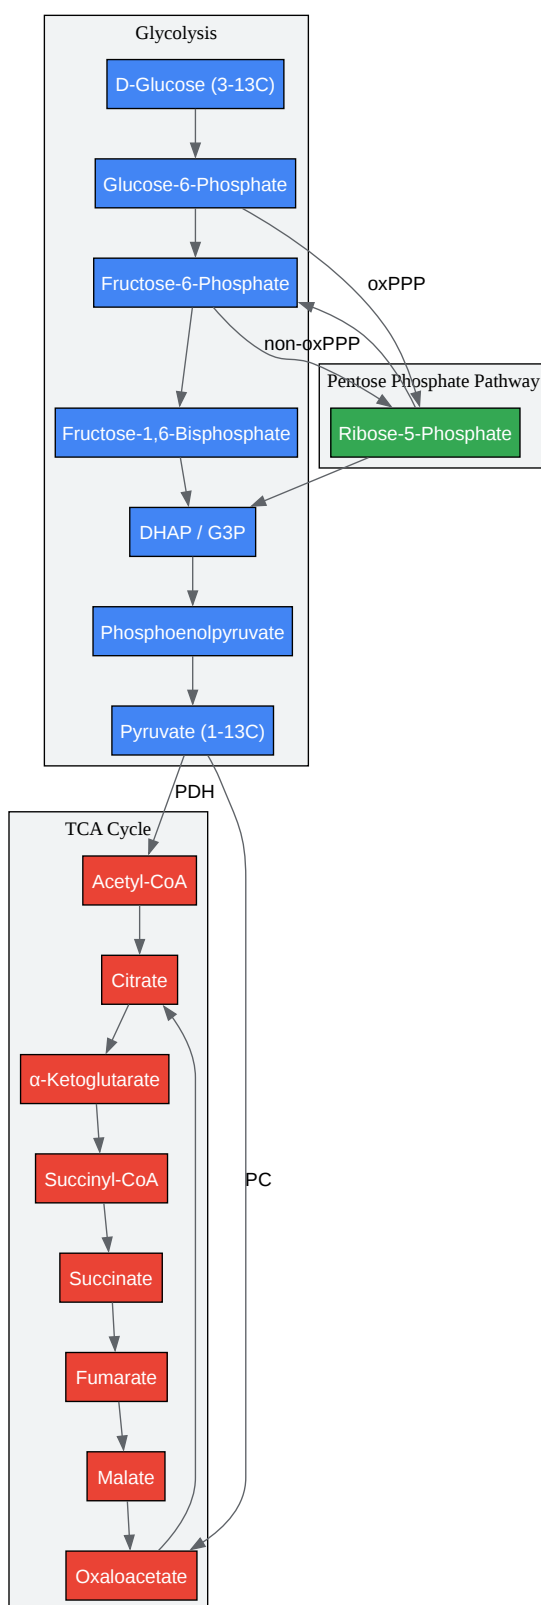 Glycolysis
D-Glucose (3-13C)
Glucose-6-Phosphate
oxPPP
Fructose-6-Phosphate
non-oxPPP
Pentose Phosphate Pathway
Fructose-1,6-Bisphosphate
Ribose-5-Phosphate
DHAP / G3P
Phosphoenolpyruvate
Pyruvate (1-13C)
PDH
TCA Cycle
Acetyl-CoA
Citrate
α-Ketoglutarate
Succinyl-CoA
PC
Succinate
Fumarate
Malate
Oxaloacetate